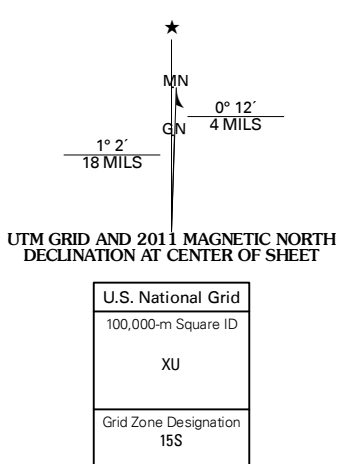 MN
GN
0° 12´
4 MILS
1° 2´
18 MILS
UTM GRID AND 2011 MAGNETIC NORTH
DECLINATION AT CENTER OF SHEET
U.S. National Grid
100,000-m Square ID
XU
Grid Zone Designation
15S